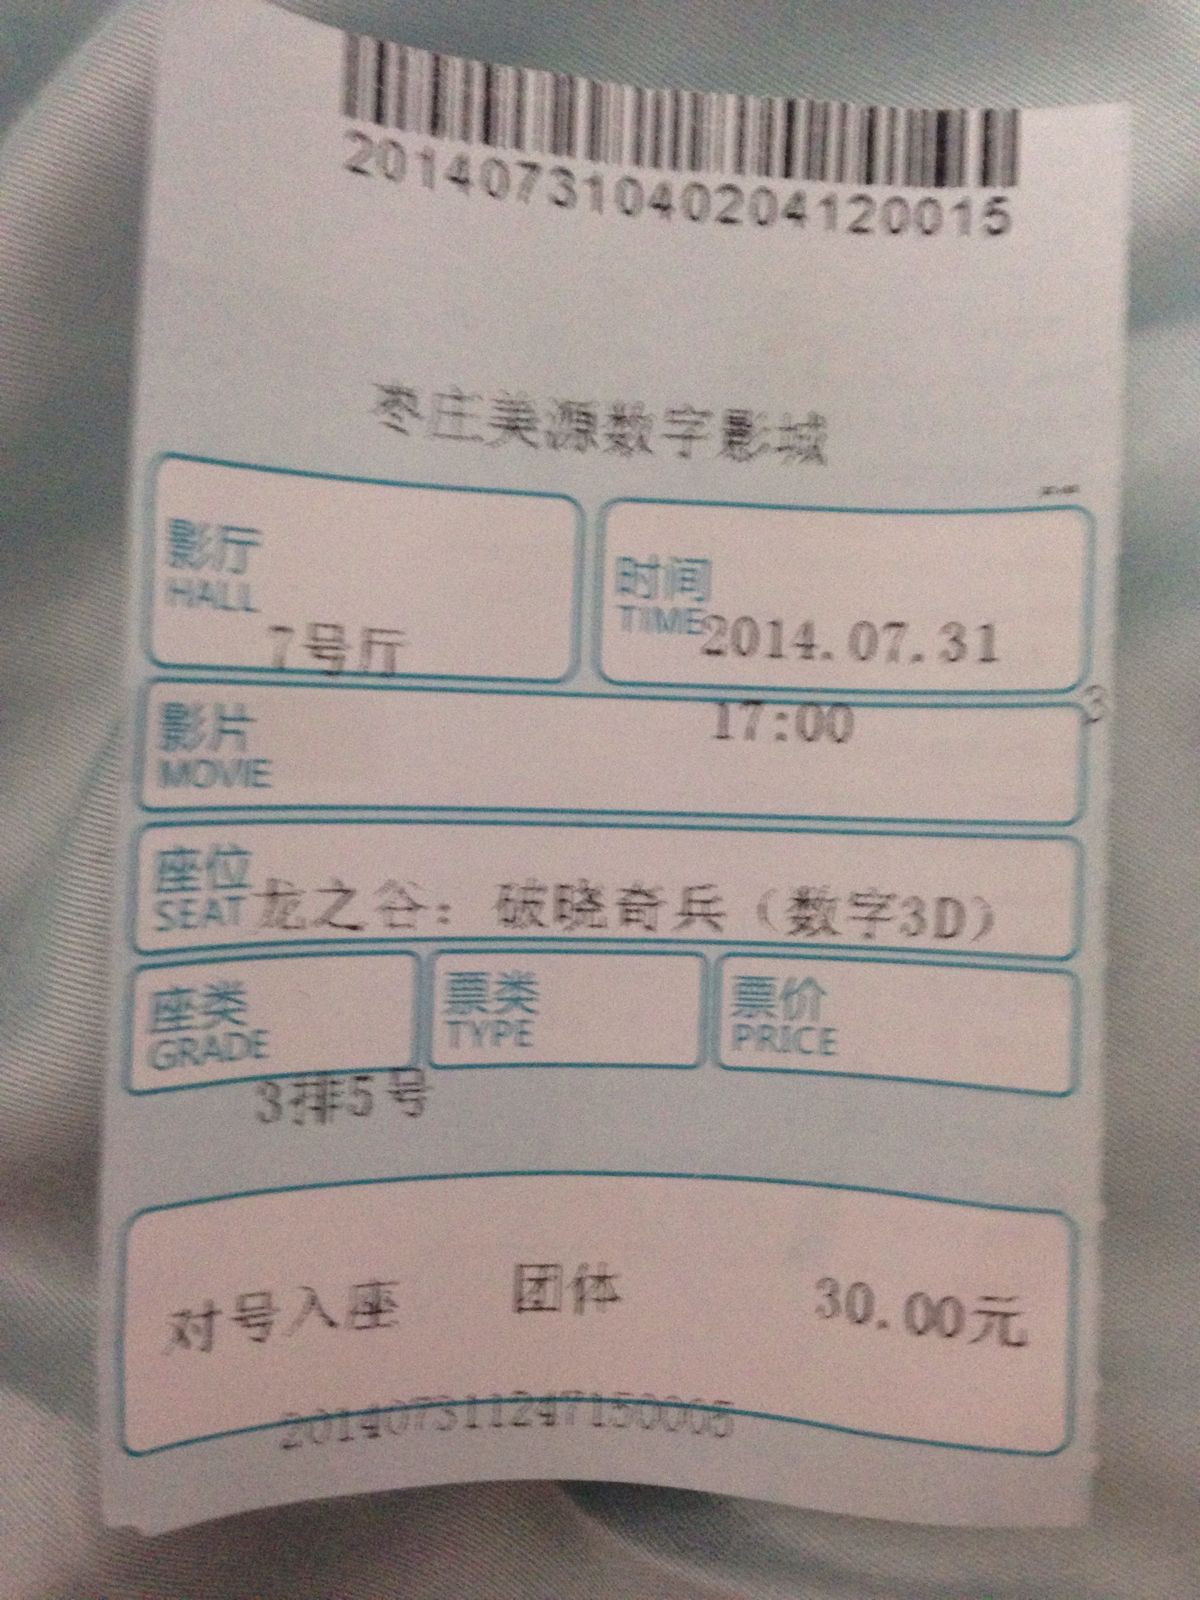 20140731040204120015
枣庄美源数字影城
影厅
HALL
7号厅
时间
TIME
2014.07.31
17:00
3
影片
MOVIE
座位
SEAT
龙之谷：破晓奇兵（数字3D）
座类
GRADE
票类
TYPE
票价
PRICE
3排5号
对号入座 团体 30.00元
2014073111247150005